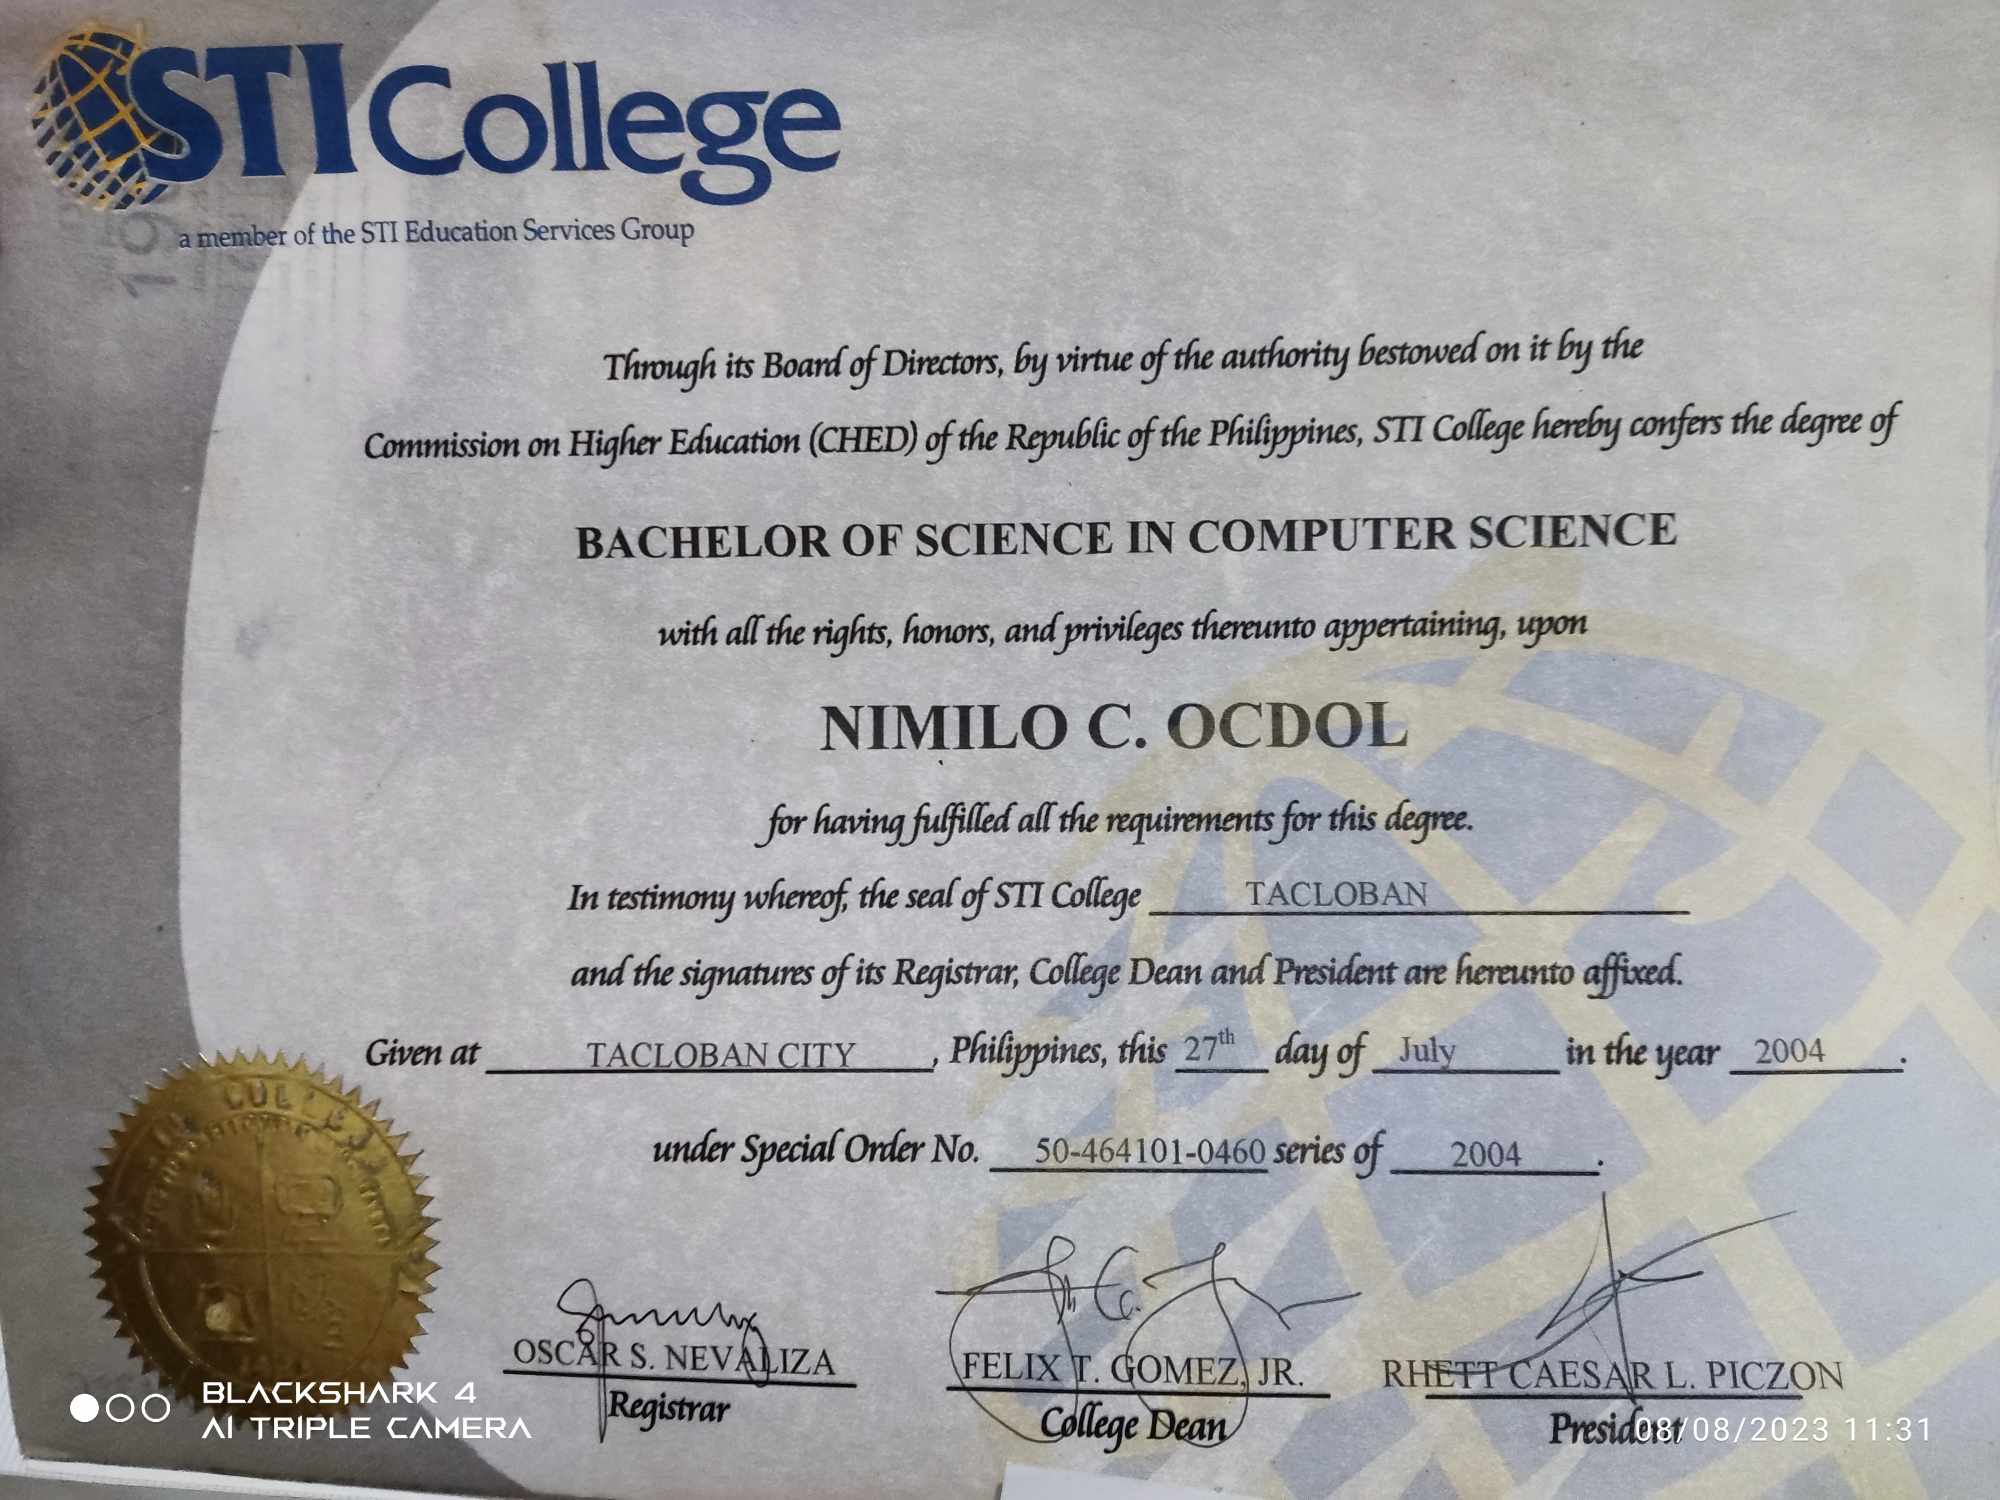 STI College
a member of the STI Education Services Group
Through its Board of Directors, by virtue of the authority bestowed on it by the
Commission on Higher Education (CHED) of the Republic of the Philippines, STI College hereby confers the degree of
BACHELOR OF SCIENCE IN COMPUTER SCIENCE
with all the rights, honors, and privileges thereunto appertaining, upon
NIMILO C. OCDOL
for having fulfilled all the requirements for this degree.
In testimony whereof, the seal of STI College TACLOBAN
and the signatures of its Registrar, College Dean and President are hereunto affixed.
Given at TACLOBAN CITY, Philippines, this 27th day of July in the year 2004.
under Special Order No. 50-464101-0460 series of 2004.
OSCAR S. NEVALIZA FELIX T. GOMEZ, JR. RHETT CAESAR L. PICZON
Registrar College Dean President
BLACKSHARK 4
AI TRIPLE CAMERA
08/08/2023 11:31